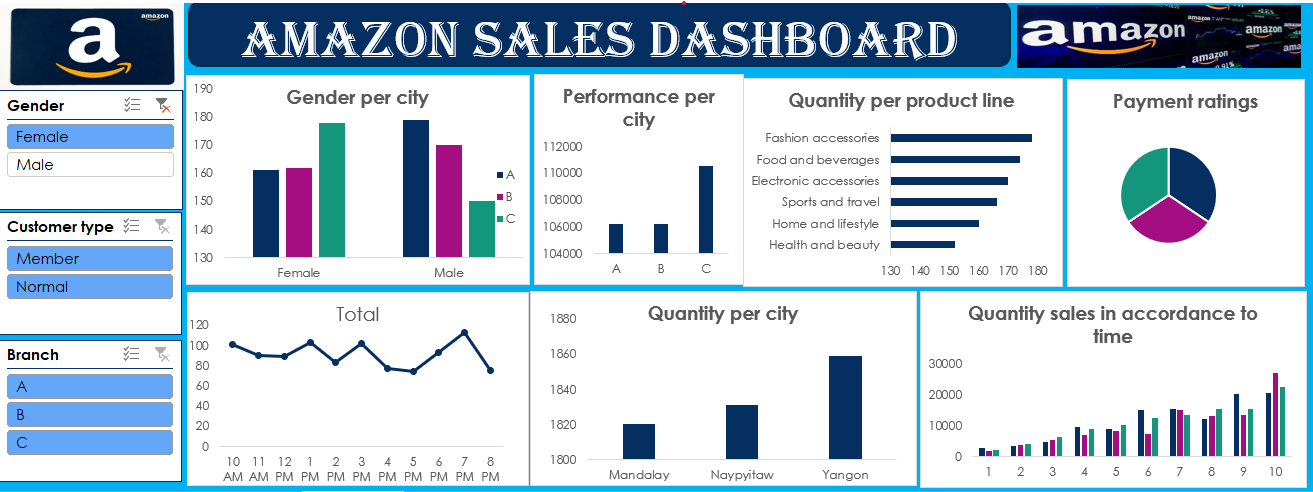 a
AMAZON SALES DASHBOARD
amazon
amazon
amazon
amazon
amazon
Gender
Female
Male
Customer type
Member
Normal
Branch
A
B
C
Gender per city
190
180
170
160
150
140
130
Female
Male
A
B
C
Performance per
city
112000
110000
108000
106000
104000
A
B
C
Quantity per product line
Fashion accessories
Food and beverages
Electronic accessories
Sports and travel
Home and lifestyle
Health and beauty
130 140 150 160 170 180
Payment ratings
Total
120
100
80
60
40
20
0
10 11 12 1 2 3 4 5 6 7 8
AM AM PM PM PM PM PM PM PM PM PM
Quantity per city
1880
1860
1840
1820
1800
Mandalay
Naypyitaw
Yangon
Quantity sales in accordance to
time
30000
20000
10000
0
1 2 3 4 5 6 7 8 9 10